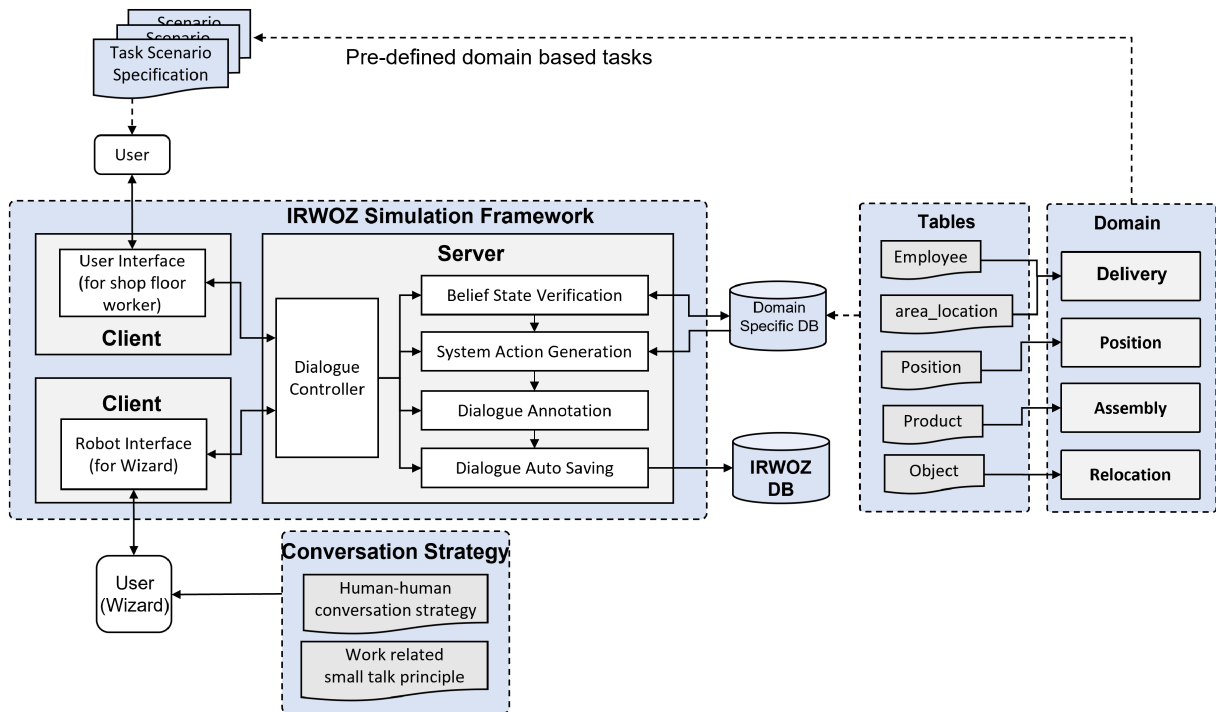 Scenario
Scenario
Task Scenario
Specification
Pre-defined domain based tasks
User
IRWOZ Simulation Framework
User Interface
(for shop floor
worker)
Client
Client
Robot Interface
(for Wizard)
Server
Dialogue
Controller
Belief State Verification
System Action Generation
Dialogue Annotation
Dialogue Auto Saving
Domain
Specific DB
IRWOZ
DB
Tables
Employee
area_location
Position
Product
Object
Domain
Delivery
Position
Assembly
Relocation
User
(Wizard)
Conversation Strategy
Human-human
conversation strategy
Work related
small talk principle